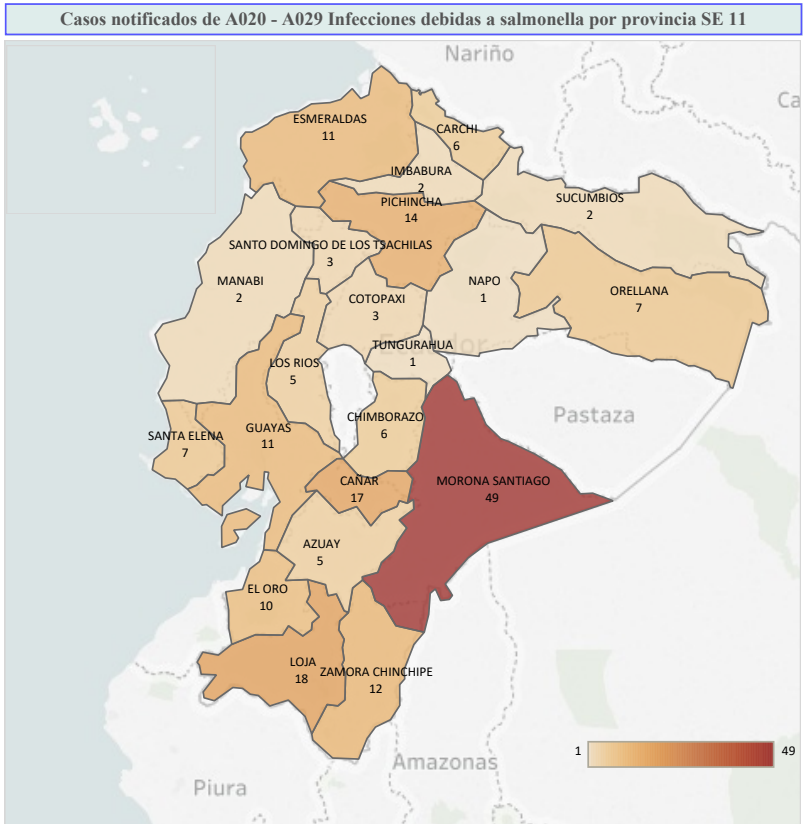 Casos notificados de A020 - A029 Infecciones debidas a salmonella por provincia SE 11
Nariño
Ca
ESMERALDAS
11
CARCHI
6
IMBABURA
2
SUCUMBIOS
2
PICHINCHA
14
SANTO DOMINGO DE LOS TSACHILAS
3
MANABI
2
NAPO
1
ORELLANA
7
COTOPAXI
3
Ecuador
TUNGURAHUA
1
LOS RIOS
5
Pastaza
CHIMBORAZO
6
SANTA ELENA
7
GUAYAS
11
CAÑAR
17
MORONA SANTIAGO
49
AZUAY
5
EL ORO
10
LOJA
18
ZAMORA CHINCHIPE
12
1
49
Amazonas
Piura